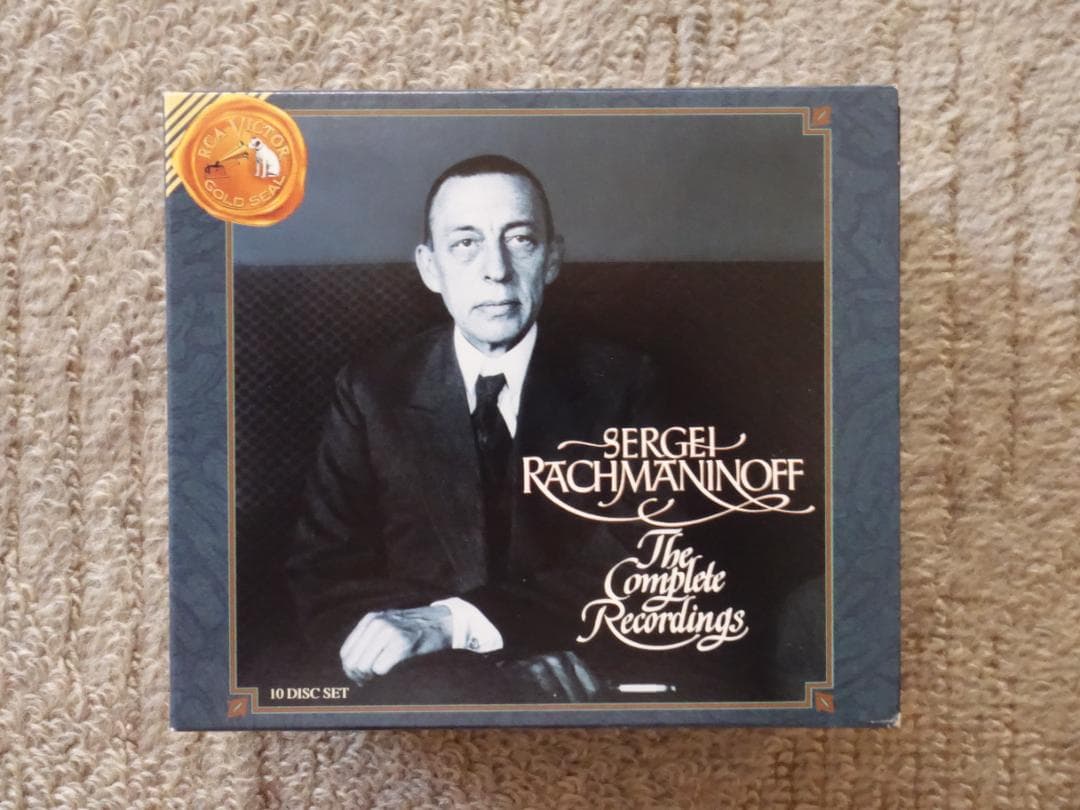 RCA VICTOR
GOLD SEAL
SERGEI
RACHMANINOFF
The
Complete
Recordings
10 DISC SET